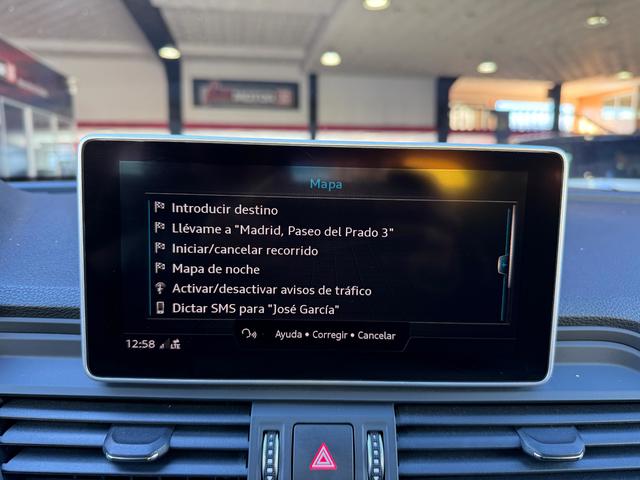 Mapa
Introducir destino
Llévame a "Madrid, Paseo del Prado 3"
Iniciar/cancelar recorrido
Mapa de noche
Activar/desactivar avisos de tráfico
Dictar SMS para "José García"
Ayuda • Corregir • Cancelar
12:58 LTE